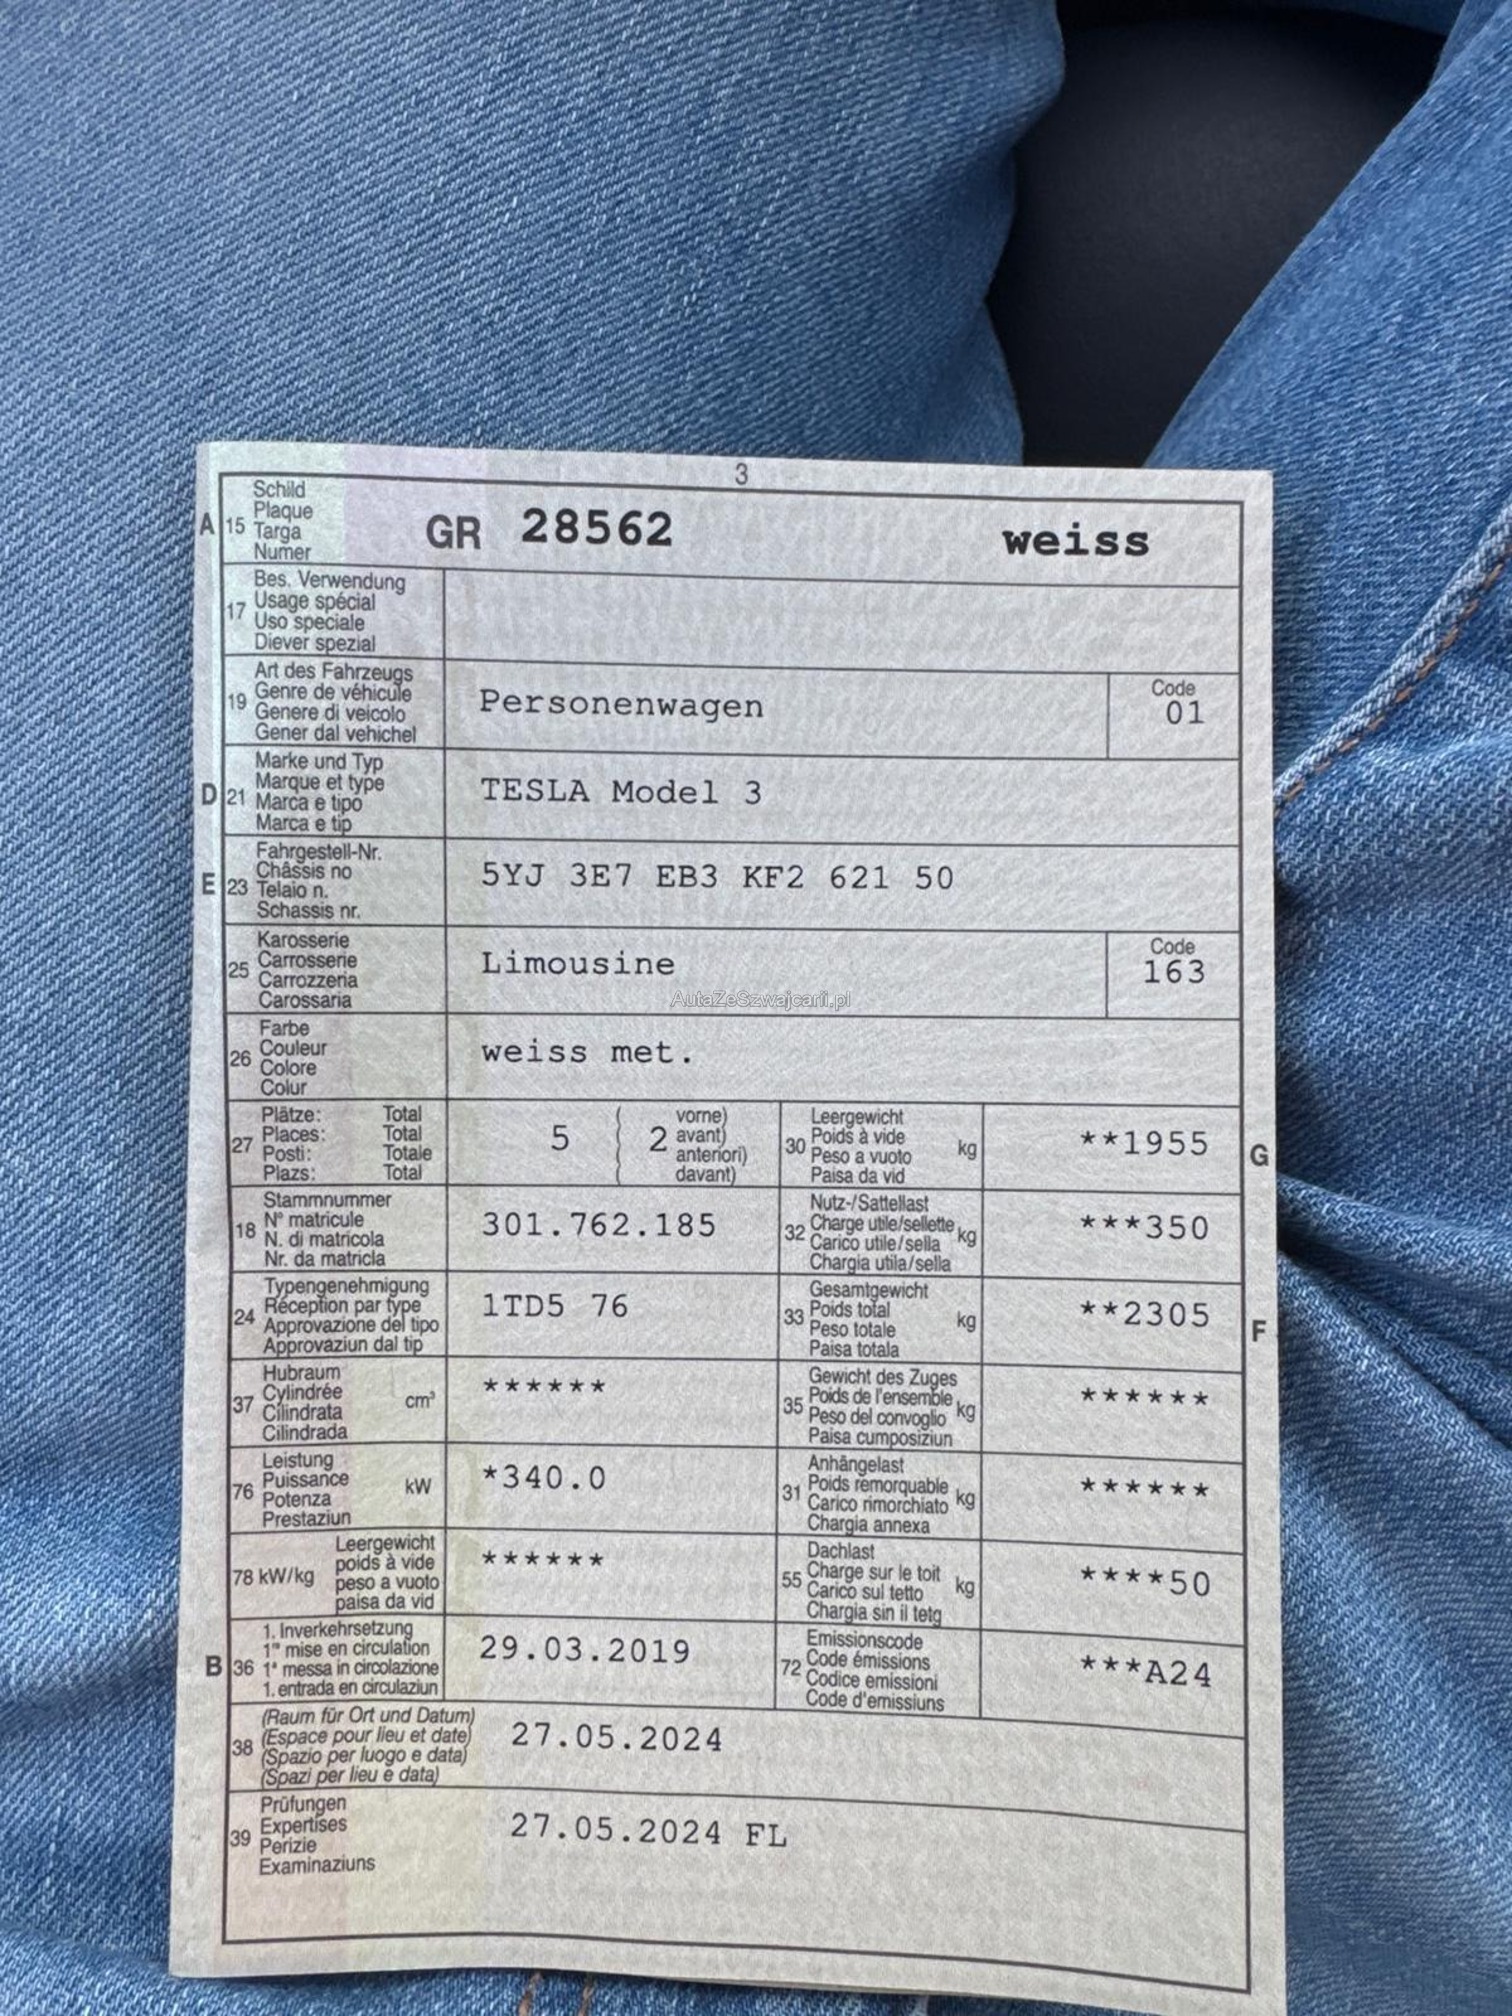 3
A 15 Schild
Plaque
Targa
Numer
GR 28562 weiss
17 Bes. Verwendung
Usage spécial
Uso speciale
Diever spezial
19 Art des Fahrzeugs
Genre de véhicule
Genere di veicolo
Gener dal vehichel
Personenwagen
Code
01
D 21 Marke und Typ
Marque et type
Marca e tipo
Marca e tip
TESLA Model 3
E 23 Fahrgestell-Nr.
Châssis no
Telaio n.
Schassis nr.
5YJ 3E7 EB3 KF2 621 50
25 Karosserie
Carrosserie
Carrozzeria
Carossaria
Limousine
Code
163
AutaZeSzwajcarii.pl
26 Farbe
Couleur
Colore
Colur
weiss met.
27 Plätze: Total
Places: Total
Posti: Totale
Plazs: Total
5 ( 2 vorne)
avant)
anteriori)
davant)
30 Leergewicht
Poids à vide
Peso a vuoto
Paisa da vid
kg
**1955
G
18 Stammnummer
N° matricule
N. di matricola
Nr. da matricla
301.762.185
32 Nutz-/Sattellast
Charge utile/sellette
Carico utile/sella
Chargia utila/sella
kg
***350
24 Typengenehmigung
Réception par type
Approvazione del tipo
Approvaziun dal tip
1TD5 76
33 Gesamtgewicht
Poids total
Peso totale
Paisa totala
kg
**2305
F
37 Hubraum
Cylindrée
Cilindrata
Cilindrada
cm³
******
35 Gewicht des Zuges
Poids de l'ensemble
Peso del convoglio
Paisa cumposiziun
kg
******
76 Leistung
Puissance
Potenza
Prestaziun
kW
*340.0
31 Anhängelast
Poids remorquable
Carico rimorchiato
Chargia annexa
kg
******
78 kW/kg
Leergewicht
poids à vide
peso a vuoto
paisa da vid
******
55 Dachlast
Charge sur le toit
Carico sul tetto
Chargia sin il tetg
kg
****50
B 36 1. Inverkehrsetzung
1re mise en circulation
1a messa in circolazione
1. entrada en circulaziun
29.03.2019
72 Emissionscode
Code émissions
Codice emissioni
Code d'emissiuns
***A24
38 (Raum für Ort und Datum)
(Espace pour lieu et date)
(Spazio per luogo e data)
(Spazi per lieu e data)
27.05.2024
39 Prüfungen
Expertises
Perizie
Examinaziuns
27.05.2024 FL